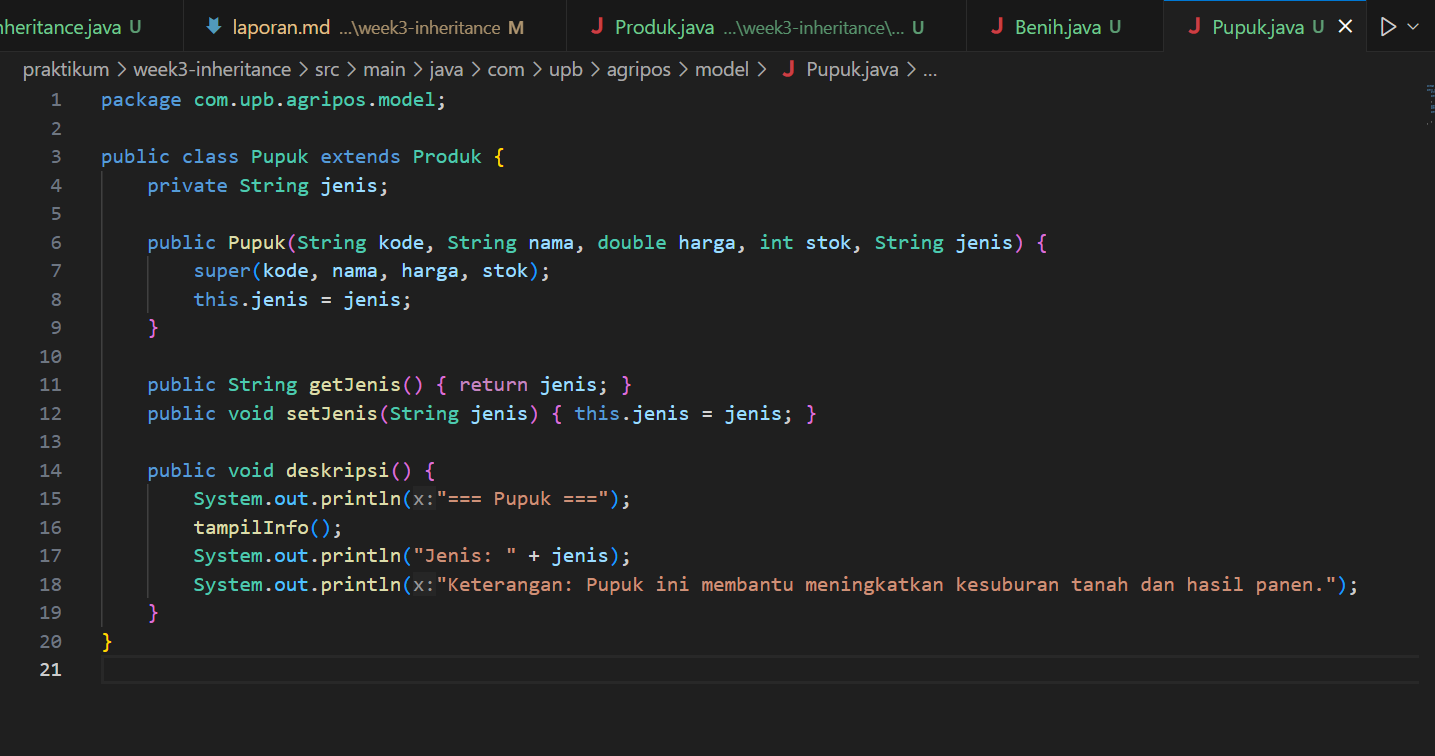 nheritance.java U laporan.md ...\week3-inheritance M J Produk.java ...\week3-inheritance\... U J Benih.java U J Pupuk.java U
praktikum > week3-inheritance > src > main > java > com > upb > agripos > model > J Pupuk.java > ...
1 package com.upb.agripos.model;
2
3 public class Pupuk extends Produk {
4 private String jenis;
5
6 public Pupuk(String kode, String nama, double harga, int stok, String jenis) {
7 super(kode, nama, harga, stok);
8 this.jenis = jenis;
9 }
10
11 public String getJenis() { return jenis; }
12 public void setJenis(String jenis) { this.jenis = jenis; }
13
14 public void deskripsi() {
15 System.out.println(x:"=== Pupuk ===");
16 tampilInfo();
17 System.out.println("Jenis: " + jenis);
18 System.out.println(x:"Keterangan: Pupuk ini membantu meningkatkan kesuburan tanah dan hasil panen.");
19 }
20 }
21